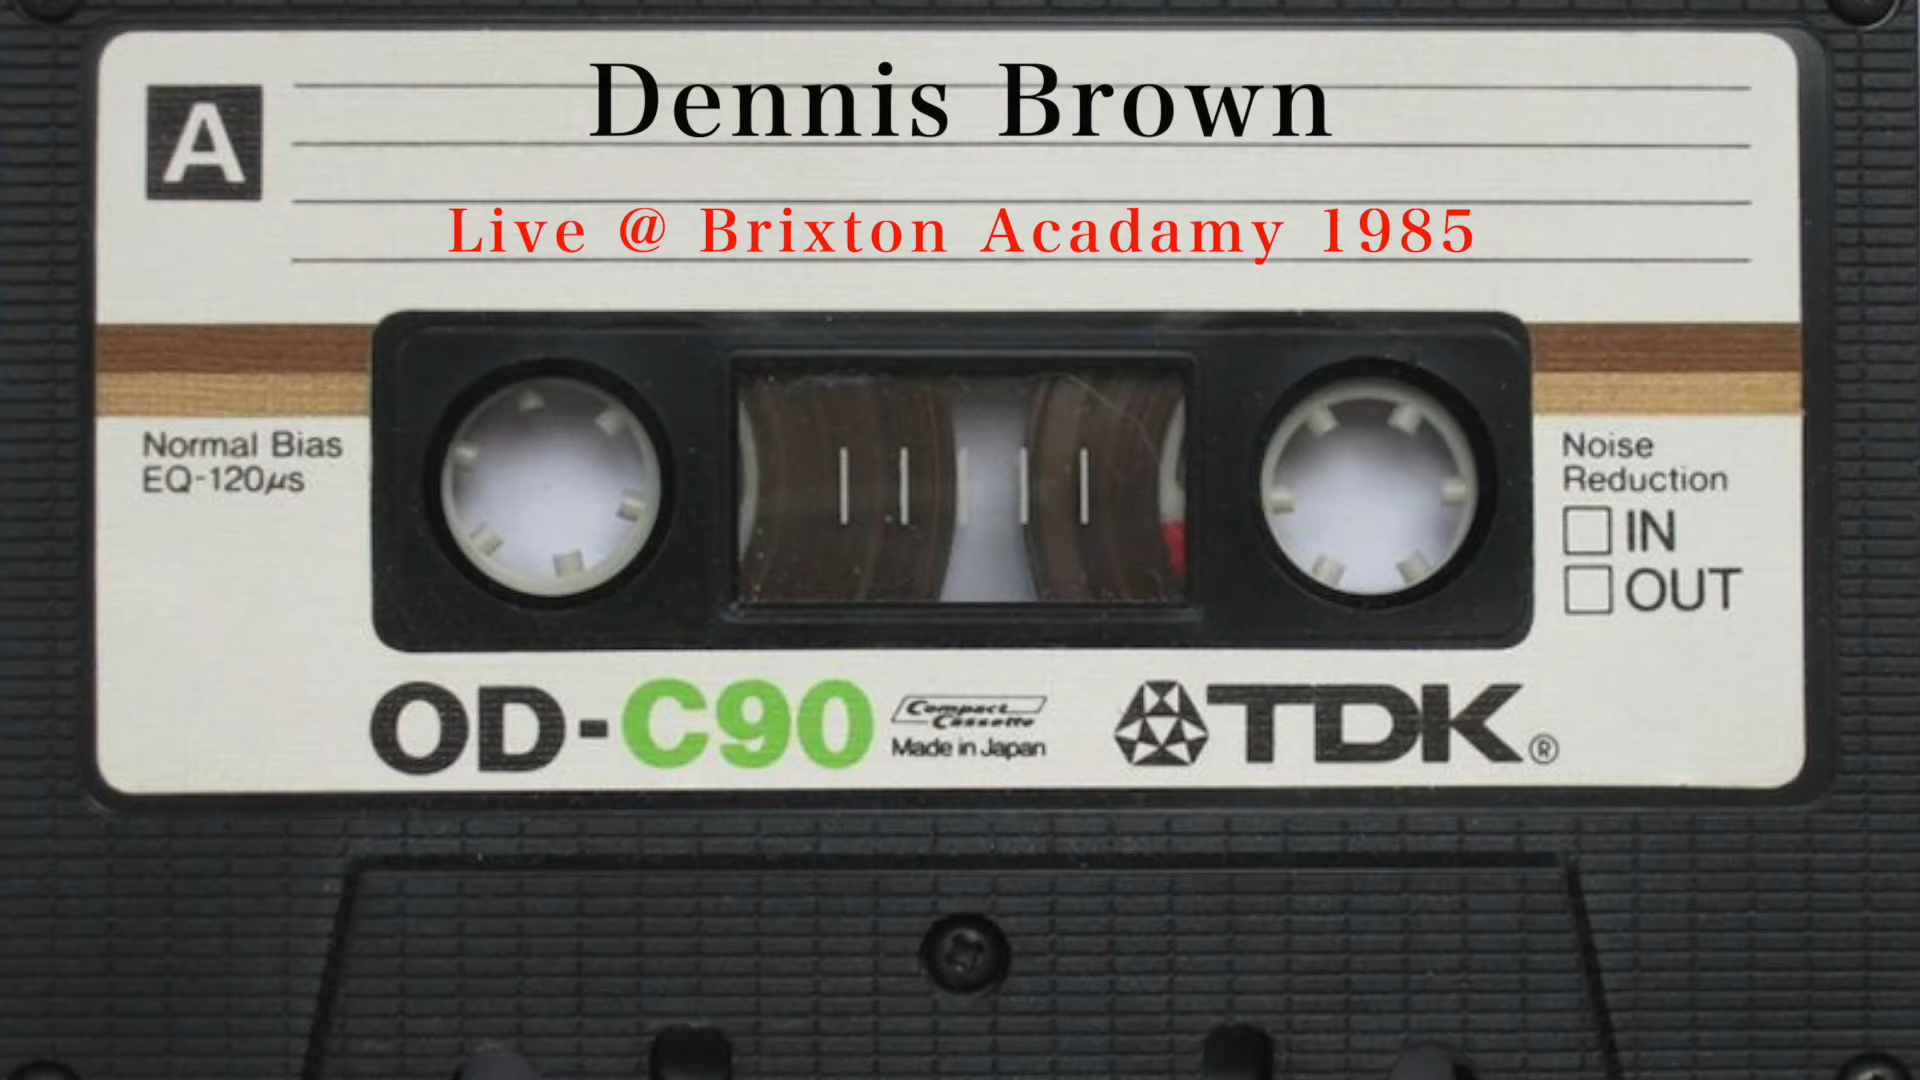 Dennis Brown
A
Live @ Brixton Acadamy 1985
Normal Bias
EQ-120µs
Noise
Reduction
IN
OUT
OD-C90
Compact
Cassette
Made in Japan
TDK®